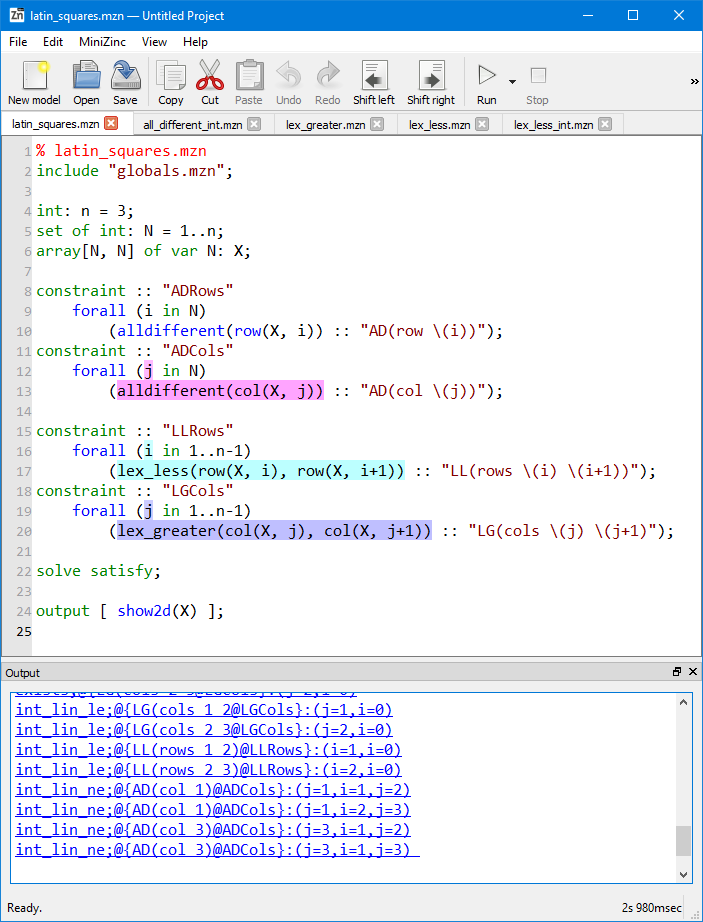 latin_squares.mzn — Untitled Project
File Edit MiniZinc View Help
New model Open Save Copy Cut Paste Undo Redo Shift left Shift right Run Stop »
latin_squares.mzn all_different_int.mzn lex_greater.mzn lex_less.mzn lex_less_int.mzn
1 % latin_squares.mzn
2 include "globals.mzn";
3
4 int: n = 3;
5 set of int: N = 1..n;
6 array[N, N] of var N: X;
7
8 constraint :: "ADRows"
9 forall (i in N)
10 (alldifferent(row(X, i)) :: "AD(row \(i))");
11 constraint :: "ADCols"
12 forall (j in N)
13 (alldifferent(col(X, j)) :: "AD(col \(j))");
14
15 constraint :: "LLRows"
16 forall (i in 1..n-1)
17 (lex_less(row(X, i), row(X, i+1)) :: "LL(rows \(i) \(i+1))");
18 constraint :: "LGCols"
19 forall (j in 1..n-1)
20 (lex_greater(col(X, j), col(X, j+1)) :: "LG(cols \(j) \(j+1)");
21
22 solve satisfy;
23
24 output [ show2d(X) ];
25
Output
int_lin_le;@{LG(cols 1 2@LGCols}:(j=1,i=0)
int_lin_le;@{LG(cols 2 3@LGCols}:(j=2,i=0)
int_lin_le;@{LL(rows 1 2)@LLRows}:(i=1,i=0)
int_lin_le;@{LL(rows 2 3)@LLRows}:(i=2,i=0)
int_lin_ne;@{AD(col 1)@ADCols}:(j=1,i=1,j=2)
int_lin_ne;@{AD(col 1)@ADCols}:(j=1,i=2,j=3)
int_lin_ne;@{AD(col 3)@ADCols}:(j=3,i=1,j=2)
int_lin_ne;@{AD(col 3)@ADCols}:(j=3,i=1,j=3)
Ready. 2s 980msec